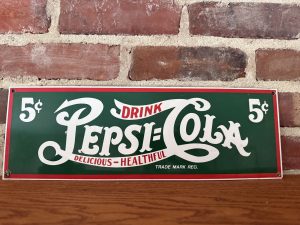 5¢ DRINK 5¢
PEPSI=COLA
DELICIOUS-HEALTHFUL
TRADE MARK REG.